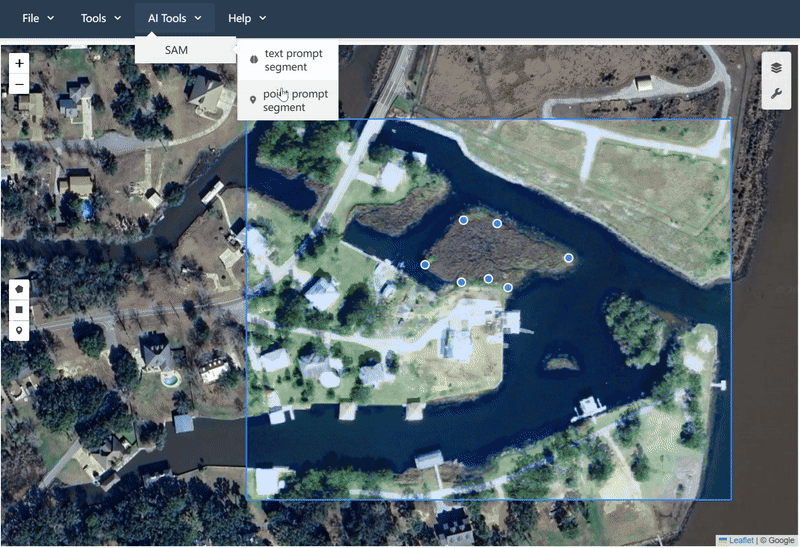 File
Tools
AI Tools
Help
SAM
text prompt
segment
point prompt
segment
+
−
Leaflet | © Google